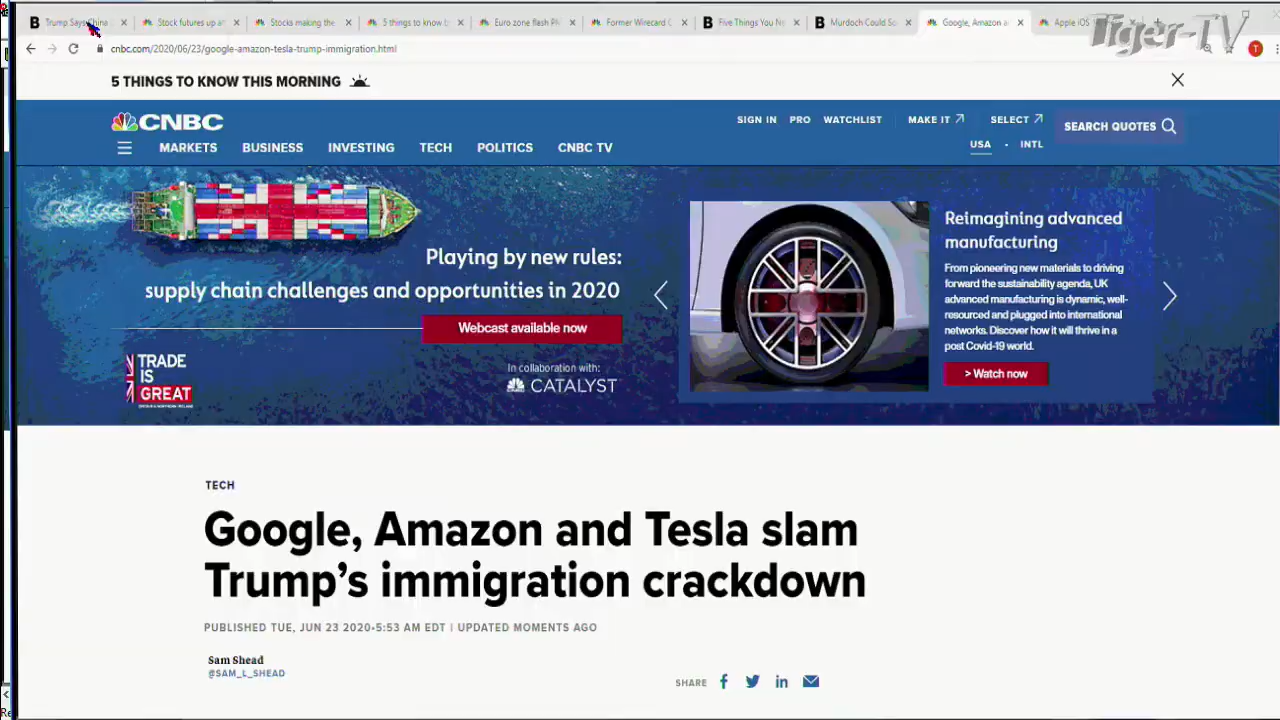 Trump Says China
Stock futures up
Stocks making the
5 things to know
Euro zone flash
Former Wirecard
Five Things You
Murdoch Could
Google, Amazon
Apple iOS
Tiger-TV
cnbc.com/2020/06/23/google-amazon-tesla-trump-immigration.html
T
5 THINGS TO KNOW THIS MORNING
CNBC
SIGN IN PRO WATCHLIST MAKE IT SELECT
SEARCH QUOTES
USA · INTL
MARKETS BUSINESS INVESTING TECH POLITICS CNBC TV
Playing by new rules:
supply chain challenges and opportunities in 2020
Webcast available now
TRADE
IS
GREAT
In collaboration with:
CATALYST
Reimagining advanced
manufacturing
From pioneering new materials to driving
forward the sustainability agenda, UK
advanced manufacturing is dynamic, well-
resourced and plugged into international
networks. Discover how it will thrive in a
post Covid-19 world.
> Watch now
TECH
Google, Amazon and Tesla slam
Trump’s immigration crackdown
PUBLISHED TUE, JUN 23 2020•5:53 AM EDT | UPDATED MOMENTS AGO
Sam Shead
@SAM_L_SHEAD
SHARE